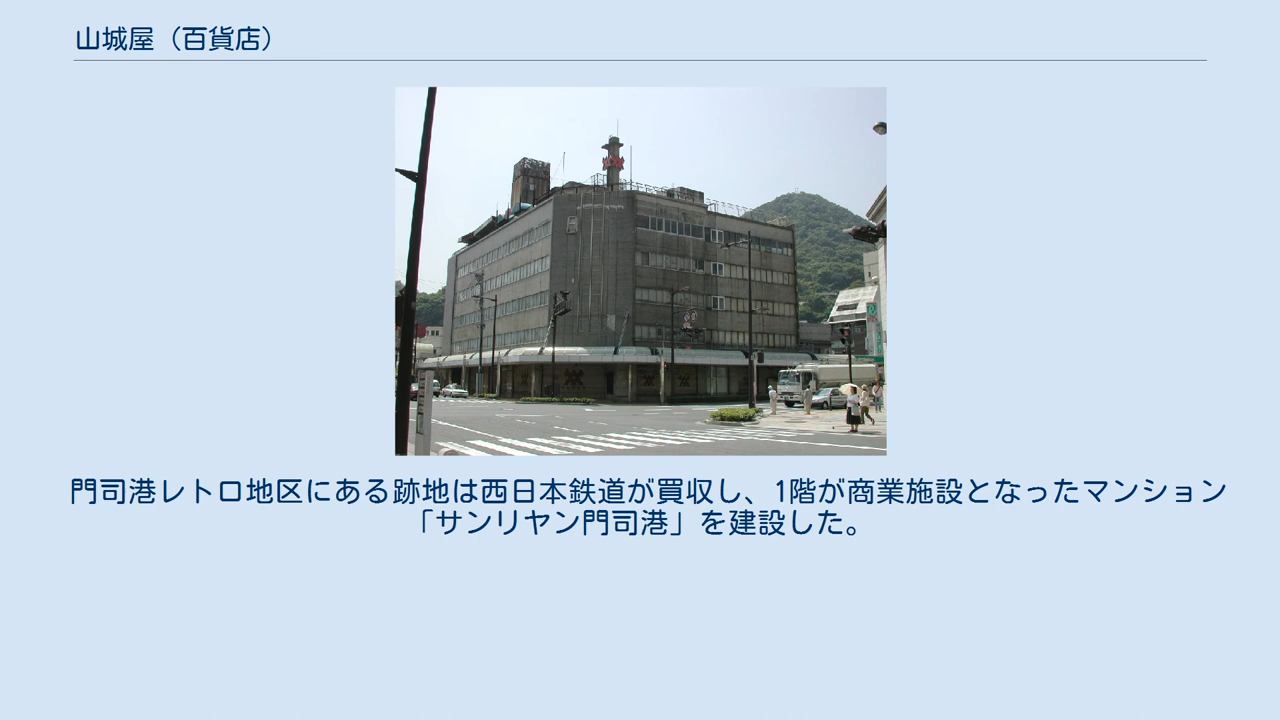 山城屋（百貨店）
門司港レトロ地区にある跡地は西日本鉄道が買収し、1階が商業施設となったマンション
「サンリヤン門司港」を建設した。